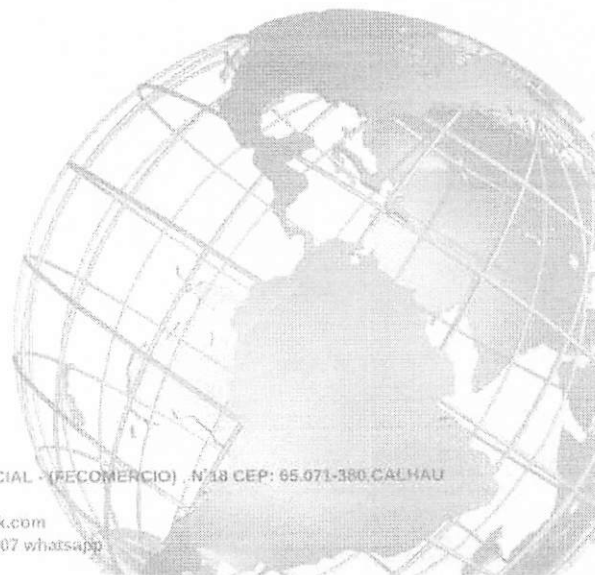 CIAL - (FECOMERCIO) . N°18 CEP: 65.071-380 CALHAU
k.com
07 whatsapp